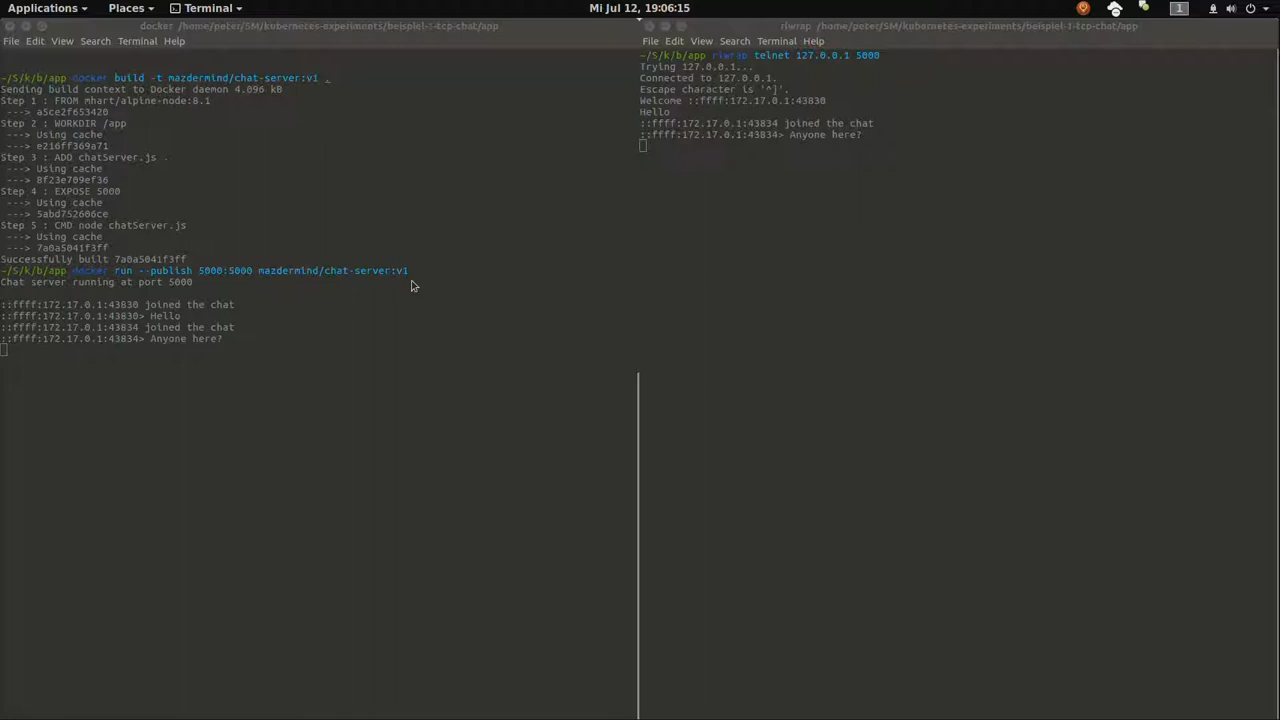 Applications
Places
Terminal
Mi Jul 12, 19:06:15
1
docker /home/peter/SM/kubernetes-experiments/beispiel-1-tcp-chat/app
File Edit View Search Terminal Help
~/S/k/b/app docker build -t mazdermind/chat-server:v1 .
Sending build context to Docker daemon 4.096 kB
Step 1 : FROM mhart/alpine-node:8.1
---> a5ce2f653420
Step 2 : WORKDIR /app
---> Using cache
---> e216ff369a71
Step 3 : ADD chatServer.js .
---> Using cache
---> 8f23e709ef36
Step 4 : EXPOSE 5000
---> Using cache
---> 5abd752606ce
Step 5 : CMD node chatServer.js
---> Using cache
---> 7a0a5041f3ff
Successfully built 7a0a5041f3ff
~/S/k/b/app docker run --publish 5000:5000 mazdermind/chat-server:v1
Chat server running at port 5000
::ffff:172.17.0.1:43830 joined the chat
::ffff:172.17.0.1:43830> Hello
::ffff:172.17.0.1:43834 joined the chat
::ffff:172.17.0.1:43834> Anyone here?
rlwrap /home/peter/SM/kubernetes-experiments/beispiel-1-tcp-chat/app
File Edit View Search Terminal Help
~/S/k/b/app rlwrap telnet 127.0.0.1 5000
Trying 127.0.0.1...
Connected to 127.0.0.1.
Escape character is '^]'.
Welcome ::ffff:172.17.0.1:43830
Hello
::ffff:172.17.0.1:43834 joined the chat
::ffff:172.17.0.1:43834> Anyone here?